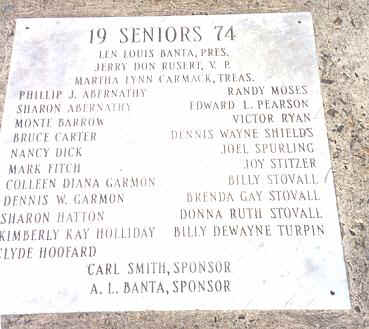 19 SENIORS 74
LEN LOUIS BANTA, PRES.
JERRY DON RUSERT, V. P.
MARTHA LYNN CARMACK, TREAS.
PHILLIP J. ABERNATHY RANDY MOSES
SHARON ABERNATHY EDWARD L. PEARSON
MONTE BARROW VICTOR RYAN
BRUCE CARTER DENNIS WAYNE SHIELDS
NANCY DICK JOEL SPURLING
MARK FITCH JOY STITZER
COLLEEN DIANA GARMON BILLY STOVALL
DENNIS W. GARMON BRENDA GAY STOVALL
SHARON HATTON DONNA RUTH STOVALL
KIMBERLY KAY HOLLIDAY BILLY DEWAYNE TURPIN
CLYDE HOOFARD
CARL SMITH, SPONSOR
A. L. BANTA, SPONSOR